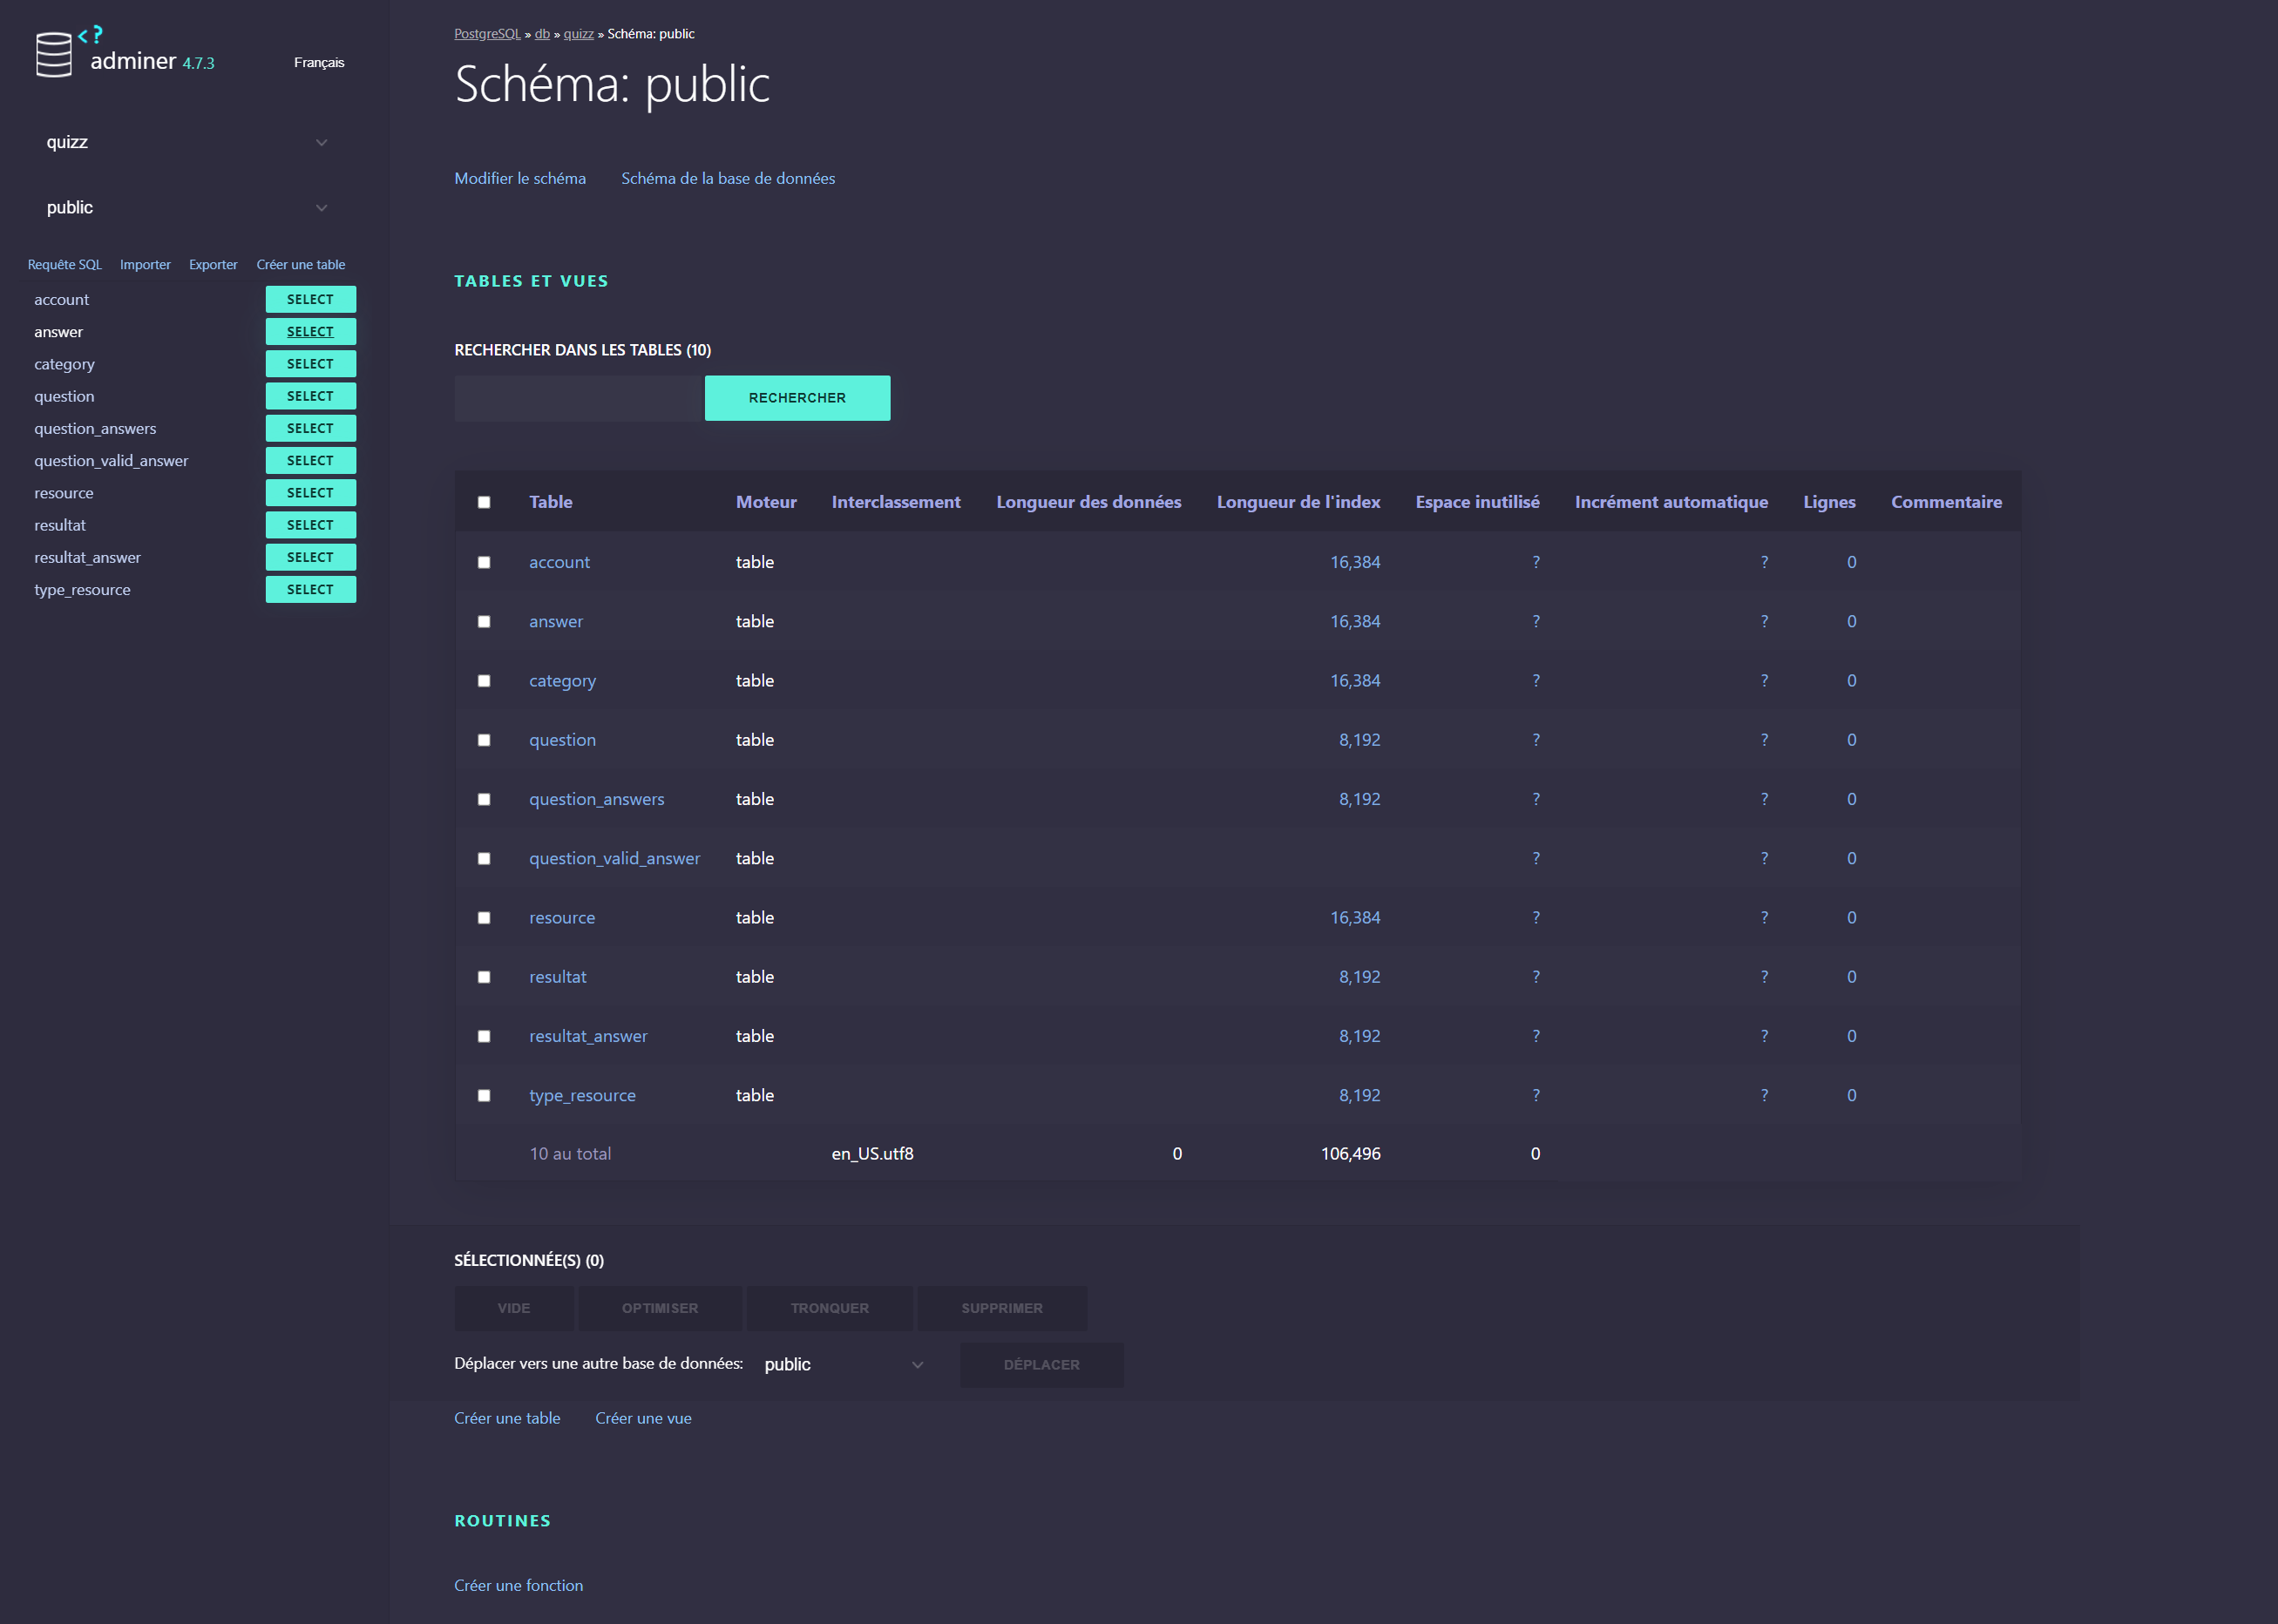 <?
adminer 4.7.3
Français
quizz
public
Requête SQL Importer Exporter Créer une table
account SELECT
answer SELECT
category SELECT
question SELECT
question_answers SELECT
question_valid_answer SELECT
resource SELECT
resultat SELECT
resultat_answer SELECT
type_resource SELECT
PostgreSQL » db » quizz » Schéma: public
Schéma: public
Modifier le schéma Schéma de la base de données
TABLES ET VUES
RECHERCHER DANS LES TABLES (10)
RECHERCHER
Table Moteur Interclassement Longueur des données Longueur de l'index Espace inutilisé Incrément automatique Lignes Commentaire
account table 16,384 ? ? 0
answer table 16,384 ? ? 0
category table 16,384 ? ? 0
question table 8,192 ? ? 0
question_answers table 8,192 ? ? 0
question_valid_answer table ? ? 0
resource table 16,384 ? ? 0
resultat table 8,192 ? ? 0
resultat_answer table 8,192 ? ? 0
type_resource table 8,192 ? ? 0
10 au total en_US.utf8 0 106,496 0
SÉLECTIONNÉE(S) (0)
VIDE OPTIMISER TRONQUER SUPPRIMER
Déplacer vers une autre base de données: public DÉPLACER
Créer une table Créer une vue
ROUTINES
Créer une fonction